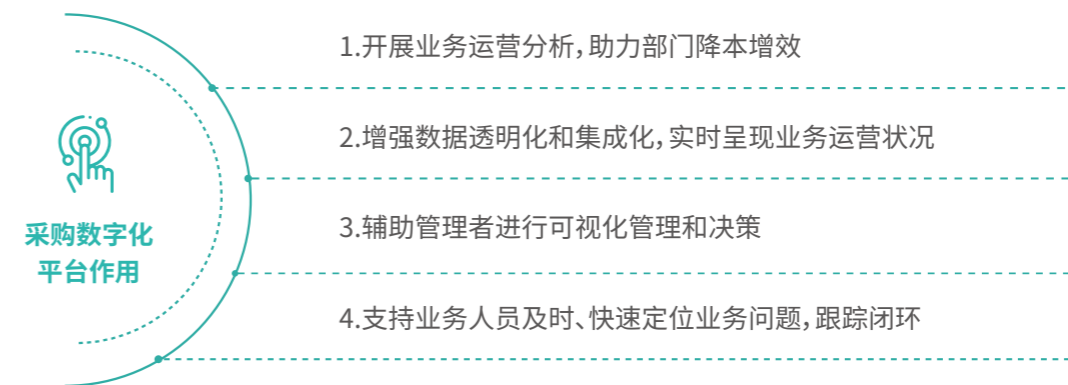 1.开展业务运营分析，助力部门降本增效
2.增强数据透明化和集成化，实时呈现业务运营状况
采购数字化
平台作用
3.辅助管理者进行可视化管理和决策
4.支持业务人员及时、快速定位业务问题，跟踪闭环